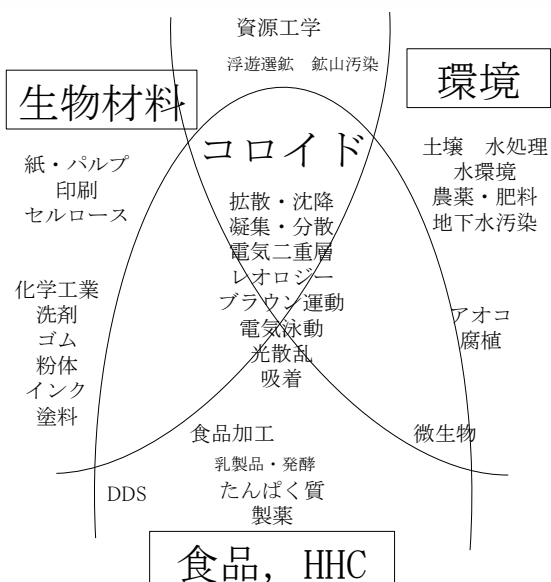 資源工学
浮遊選鉱 鉱山汚染
生物材料
環境
コロイド
紙・パルプ
印刷
セルロース
土壌 水処理
水環境
農薬・肥料
地下水汚染
拡散・沈降
凝集・分散
電気二重層
レオロジー
ブラウン運動
電気泳動
光散乱
吸着
化学工業
洗剤
ゴム
粉体
インク
塗料
アオコ
腐植
食品加工
微生物
乳製品・発酵
DDS
たんぱく質
製薬
食品, HHC